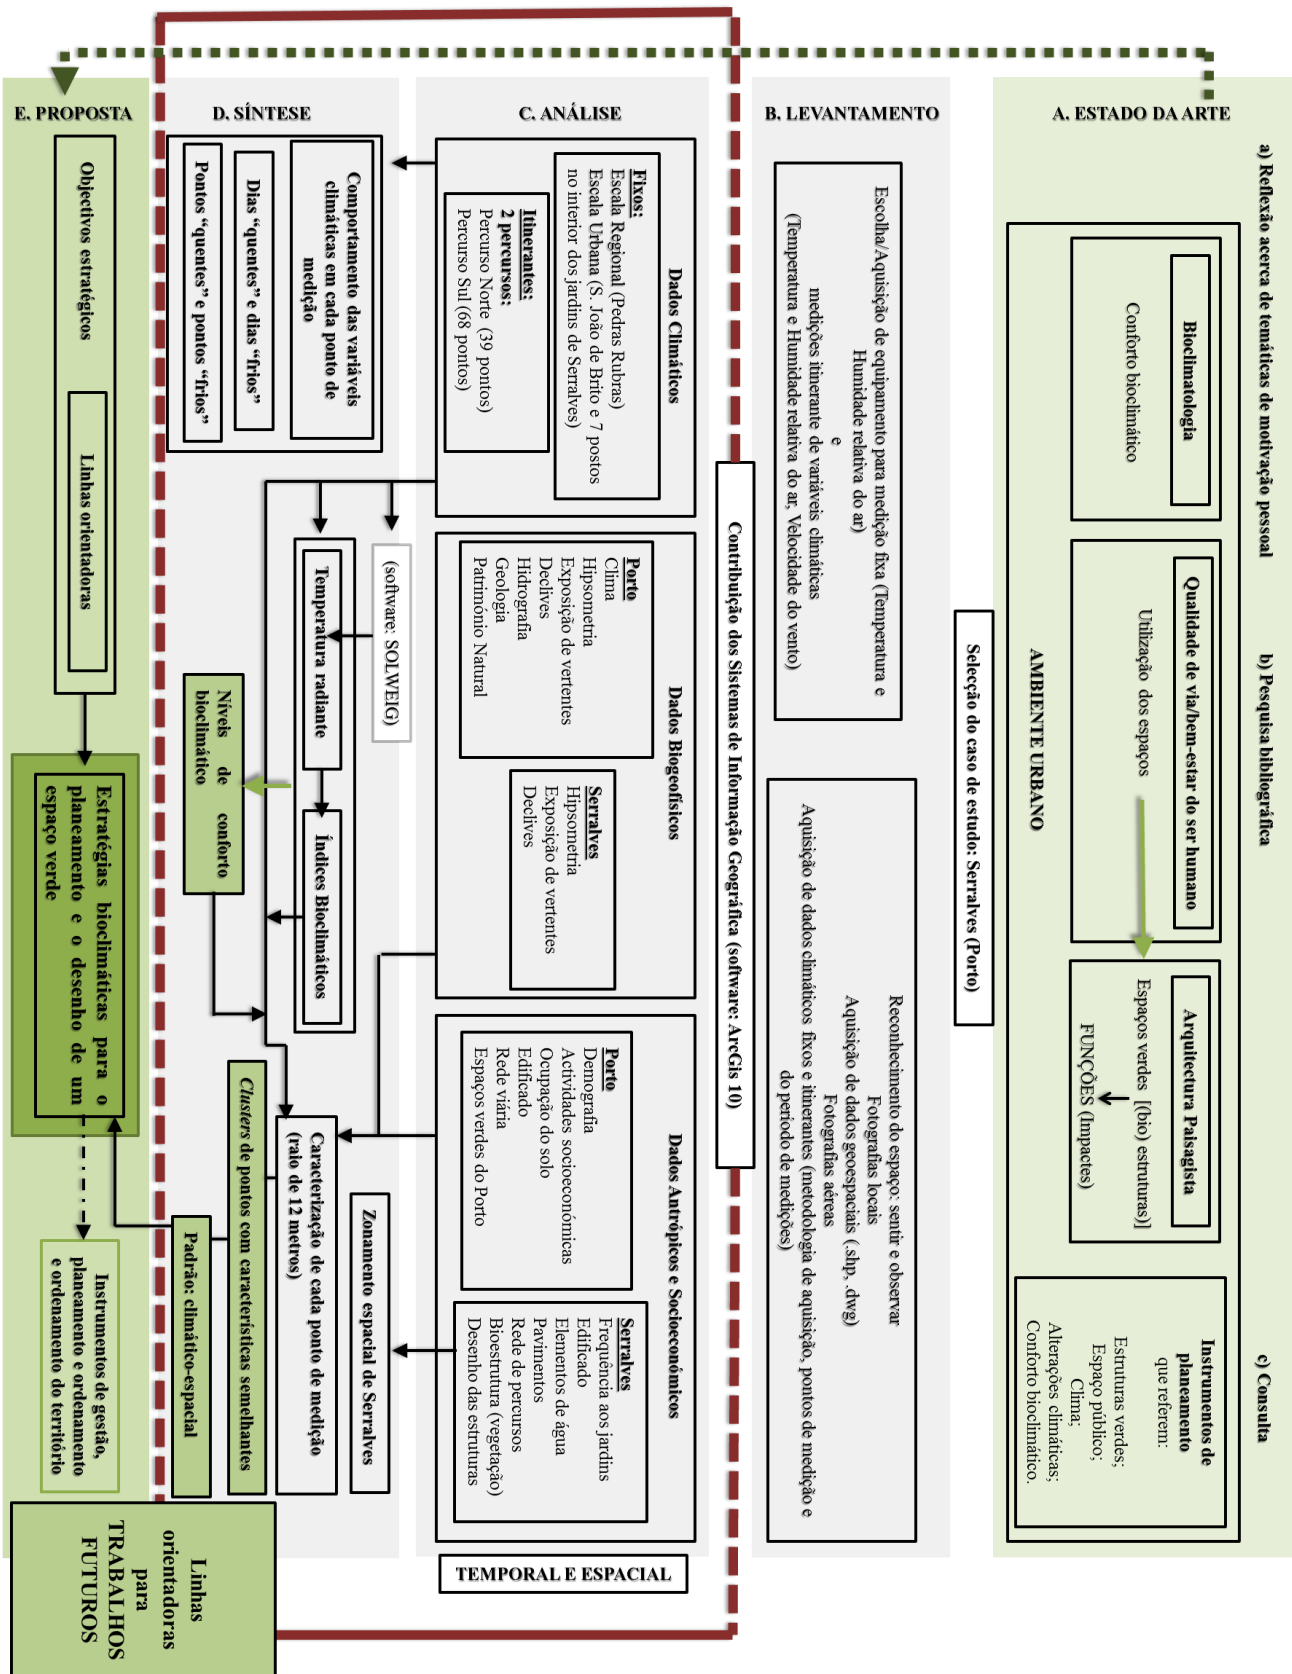 A. ESTADO DA ARTE
a) Reflexão acerca de temáticas de motivação pessoal
b) Pesquisa bibliográfica
c) Consulta
Bioclimatologia
Conforto bioclimático
Qualidade de via/bem-estar do ser humano
Utilização dos espaços
Arquitectura Paisagista
Espaços verdes [(bio) estruturas)]
FUNÇÕES (Impactes)
AMBIENTE URBANO
Instrumentos de
planeamento
que referem:
Estruturas verdes;
Espaço público;
Clima;
Alterações climáticas;
Conforto bioclimático.
Selecção do caso de estudo: Serralves (Porto)
B. LEVANTAMENTO
Escolha/Aquisição de equipamento para medição fixa (Temperatura e
Humidade relativa do ar)
e
medições itinerante de variáveis climáticas
(Temperatura e Humidade relativa do ar, Velocidade do vento)
Reconhecimento do espaço: sentir e observar
Fotografias locais
Aquisição de dados geoespaciais (.shp, .dwg)
Fotografias aéreas
Aquisição de dados climáticos fixos e itinerantes (metodologia de aquisição, pontos de medição e
do período de medições)
Contribuição dos Sistemas de Informação Geográfica (software: ArcGis 10)
C. ANÁLISE
Dados Climáticos
Fixos:
Escala Regional (Pedras Rubras)
Escala Urbana (S. João de Brito e 7 postos
no interior dos jardins de Serralves)
Itinerantes:
2 percursos:
Percurso Norte (39 pontos)
Percurso Sul (68 pontos)
Dados Biogeofísicos
Porto
Clima
Hipsometria
Exposição de vertentes
Declives
Hidrografia
Geologia
Património Natural
Serralves
Hipsometria
Exposição de vertentes
Declives
Dados Antrópicos e Socioeconómicos
Porto
Demografia
Actividades socioeconómicas
Ocupação do solo
Edificado
Rede viária
Espaços verdes do Porto
Serralves
Frequência aos jardins
Edificado
Elementos de água
Pavimentos
Rede de percursos
Bioestrutura (vegetação)
Desenho das estruturas
TEMPORAL E ESPACIAL
D. SÍNTESE
Comportamento das variáveis
climáticas em cada ponto de
medição
Dias “quentes” e dias “frios”
Pontos “quentes” e pontos “frios”
(software: SOLWEIG)
Temperatura radiante
Índices Bioclimáticos
Níveis de conforto
bioclimático
Zonamento espacial de Serralves
Caracterização de cada ponto de medição
(raio de 12 metros)
Clusters de pontos com características semelhantes
Padrão: climático-espacial
E. PROPOSTA
Objectivos estratégicos
Linhas orientadoras
Estratégias bioclimáticas para o
planeamento e o desenho de um
espaço verde
Instrumentos de gestão,
planeamento e ordenamento
e ordenamento do território
Linhas
orientadoras
para
TRABALHOS
FUTUROS